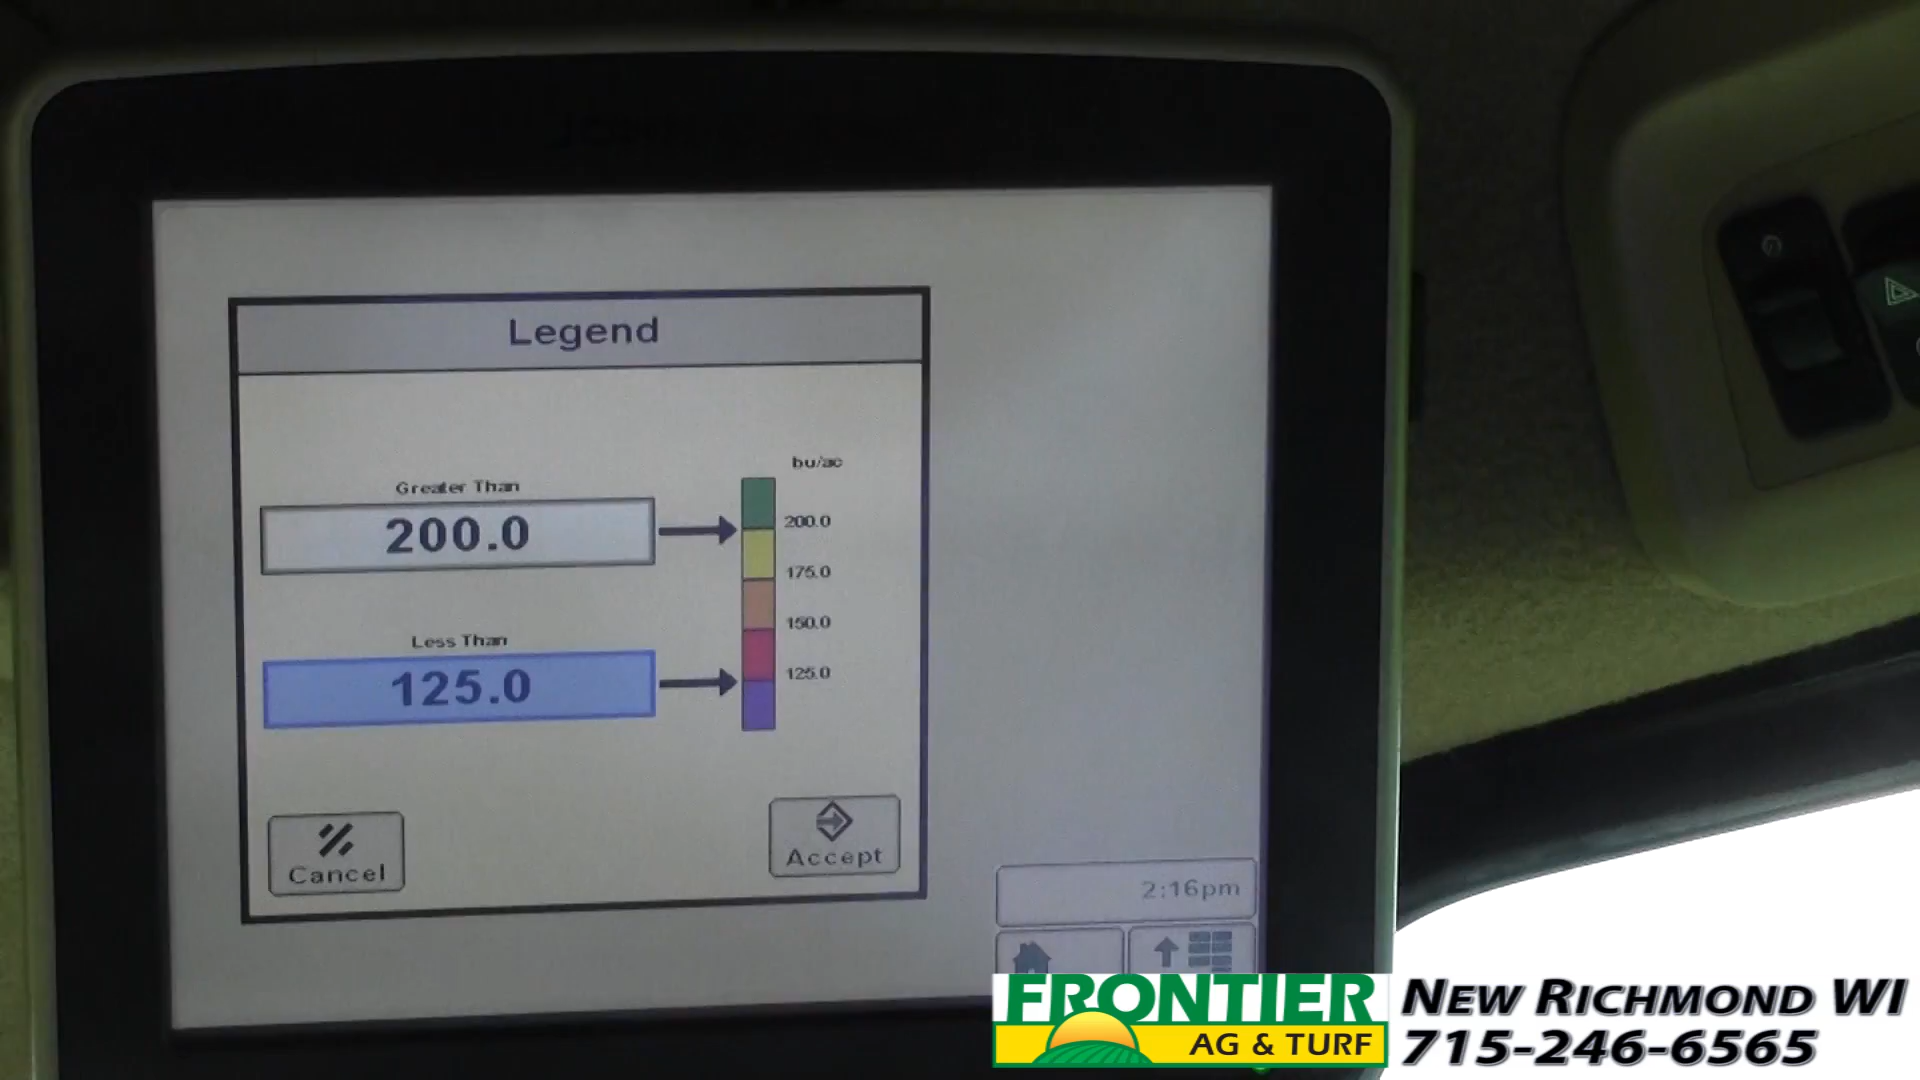 Legend
bu/ac
Greater Than
200.0
200.0
175.0
150.0
Less Than
125.0
125.0
Cancel
Accept
2:16pm
FRONTIER
AG & TURF
NEW RICHMOND WI
715-246-6565